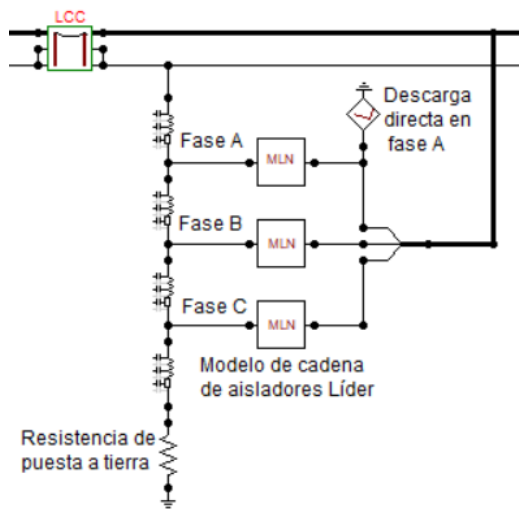 LCC
Descarga
directa en
fase A
Fase A
MLN
Fase B
MLN
Fase C
MLN
Modelo de cadena
de aisladores Líder
Resistencia de
puesta a tierra